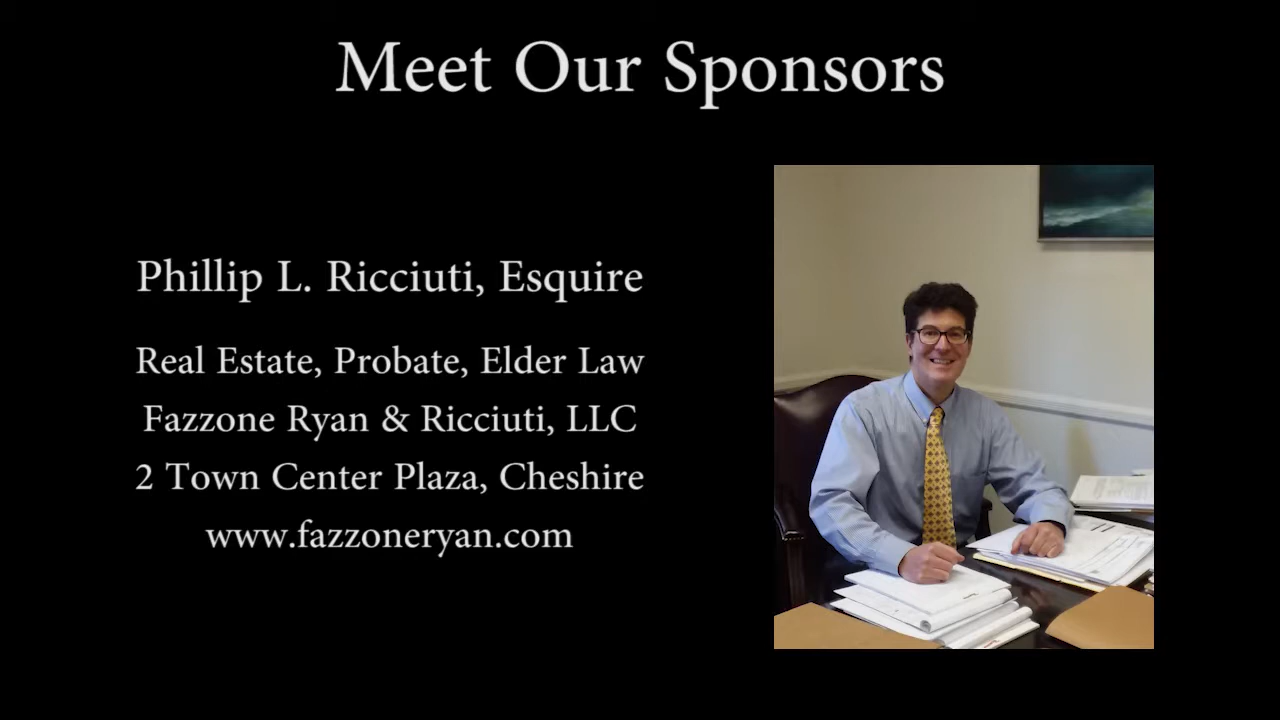 Meet Our Sponsors
Phillip L. Ricciuti, Esquire
Real Estate, Probate, Elder Law
Fazzone Ryan & Ricciuti, LLC
2 Town Center Plaza, Cheshire
www.fazzoneryan.com